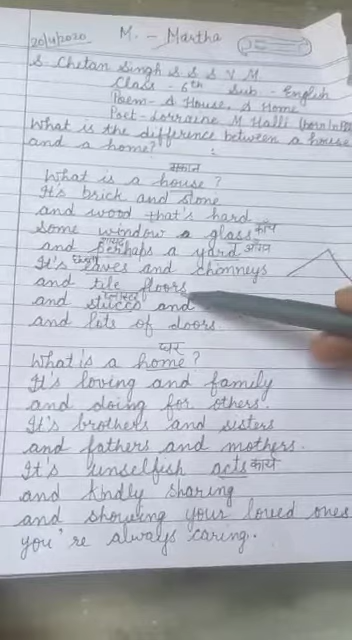 20/4/2020 M. - Martha
S Chetan Singh S S S V M
Class - 6th Sub - English
Poem - A House, A Home
Poet - Lorraine M Halli (born In
What is the difference between a house
and a home?
मकान
What is a house?
It's brick and stone
and wood that's hard
Some window a glass काँच
शायद
and perhaps a yard आँगन
छज्जा
It's eaves and chimneys
and tile floors
and stucco and
and lots of doors
घर
What is a home?
It's loving and family
and doing for others.
It's brothers and sisters
and fathers and mothers.
It's unselfish acts कार्य
and kindly sharing
and showing your loved ones
you're always caring.